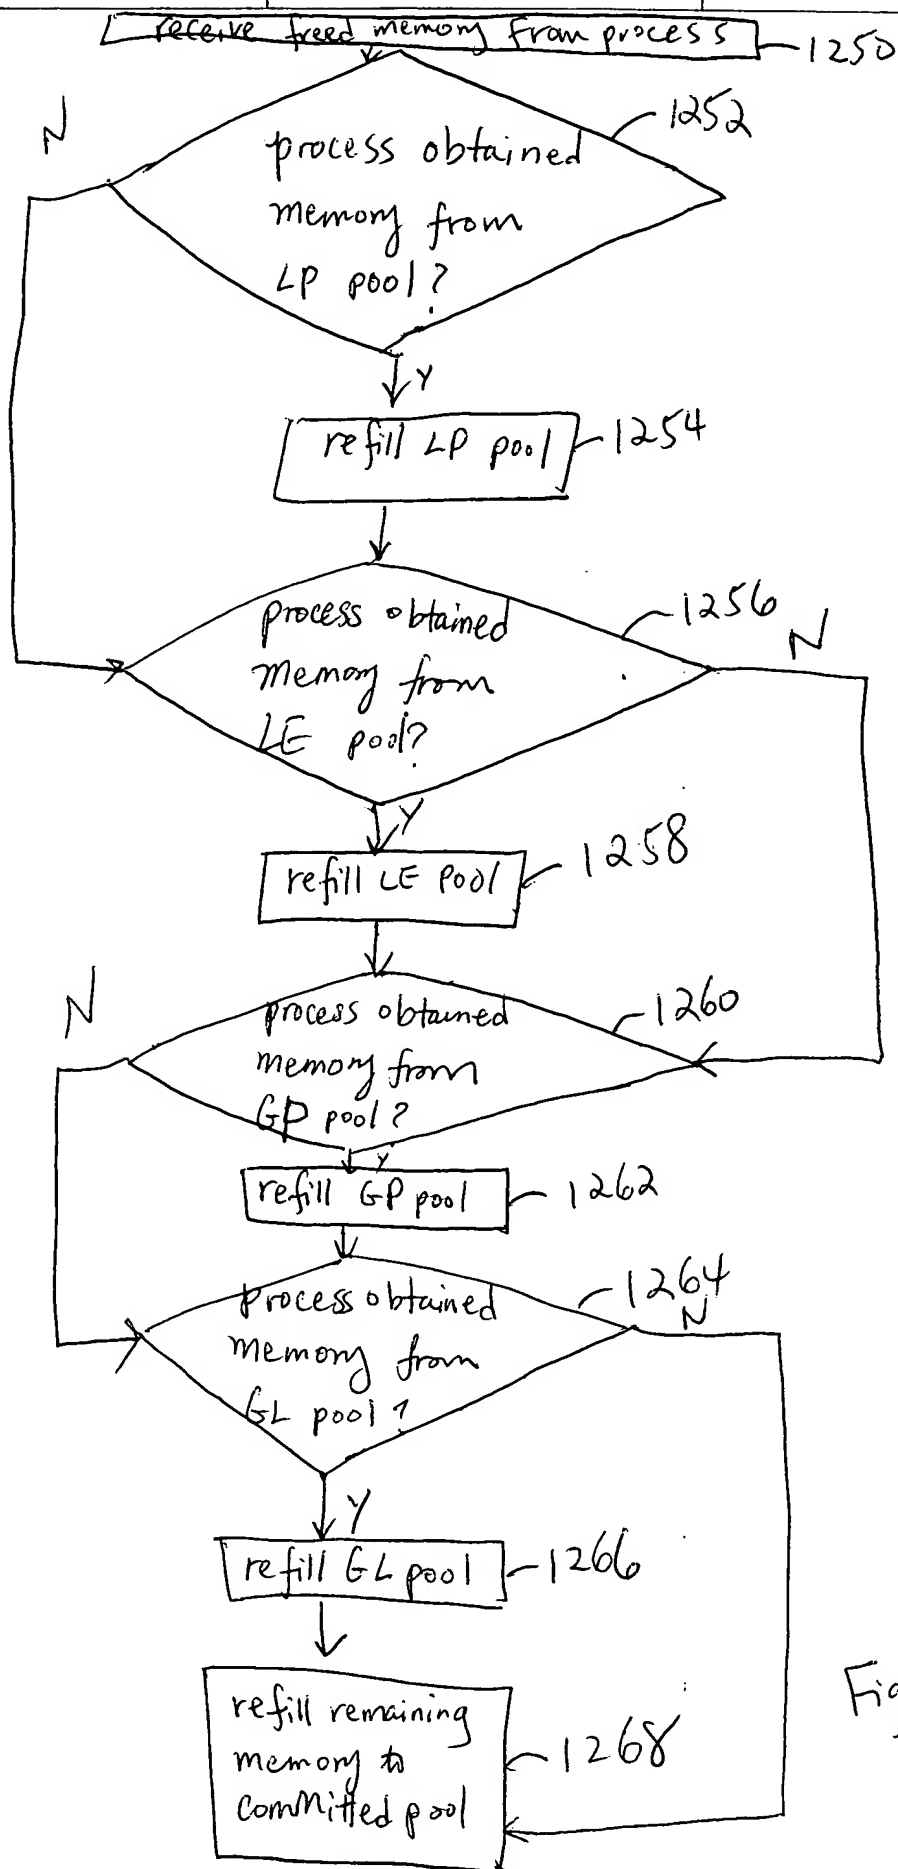 receive freed memory from process
1250
N
1252
process obtained
memory from
LP pool?
Y
refill LP pool
1254
process obtained
memory from
LE pool?
1256
N
Y
refill LE pool
1258
N
process obtained
memory from
GP pool?
1260
Y
refill GP pool
1262
process obtained
memory from
GL pool?
1264
N
Y
refill GL pool
1266
refill remaining
memory to
committed pool
1268
Fig